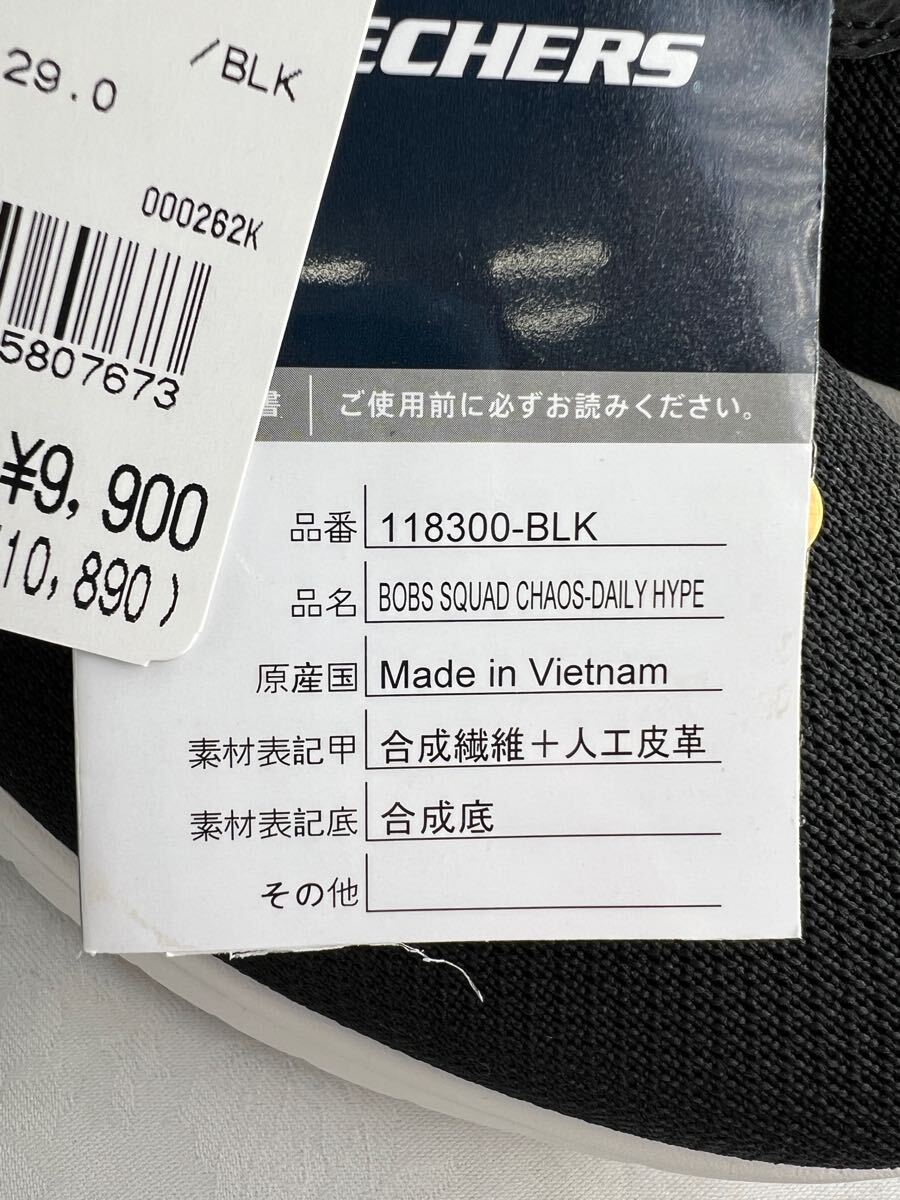 29.0 /BLK
000262K
5807673
¥9,900
10,890)
ECHERS
書 ご使用前に必ずお読みください。
品番 118300-BLK
品名 BOBS SQUAD CHAOS-DAILY HYPE
原産国 Made in Vietnam
素材表記甲 合成繊維＋人工皮革
素材表記底 合成底
その他